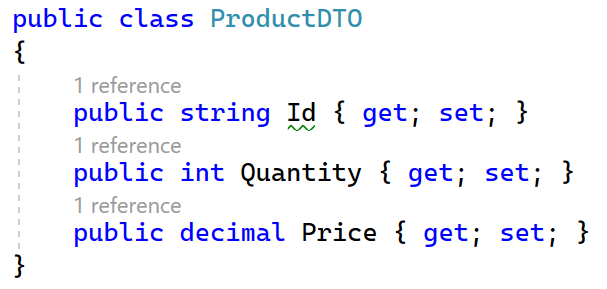 public class ProductDTO
{
1 reference
public string Id { get; set; }
1 reference
public int Quantity { get; set; }
1 reference
public decimal Price { get; set; }
}